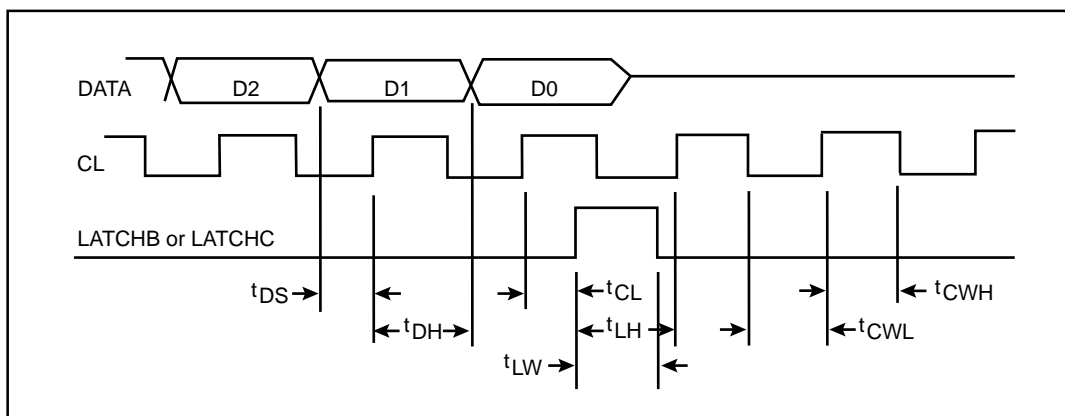 DATA
D2
D1
D0
CL
LATCHB or LATCHC
tDS
tCL
tCWH
tDH
tLH
tCWL
tLW